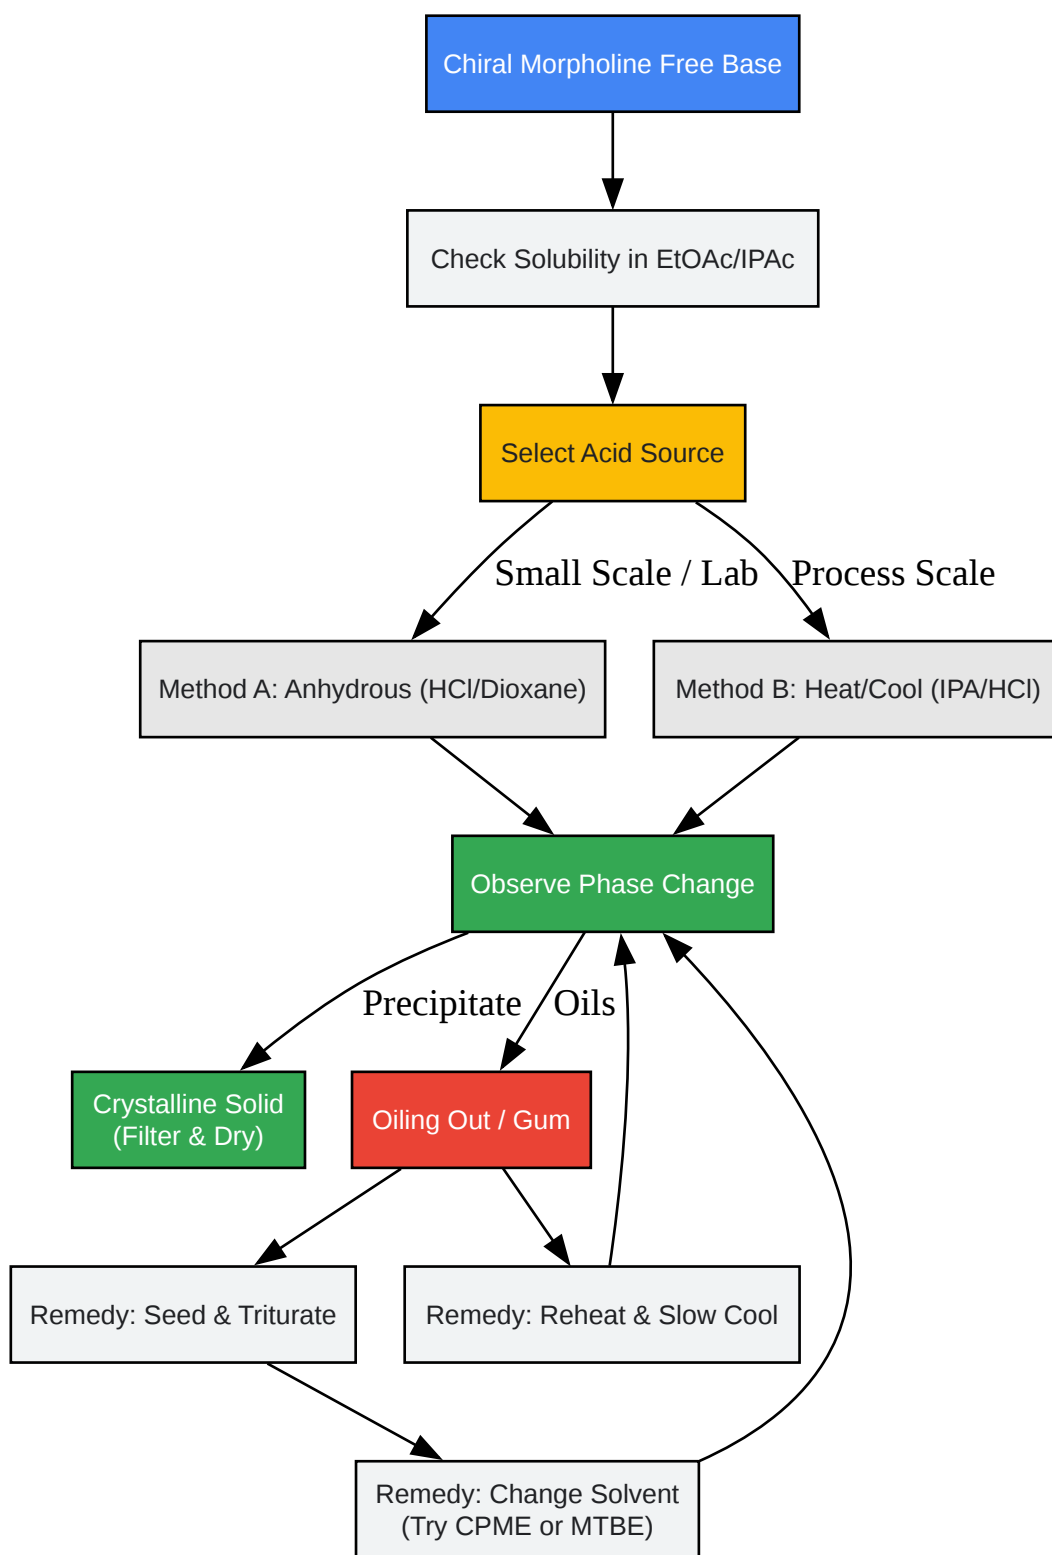 Chiral Morpholine Free Base
Check Solubility in EtOAc/IPAc
Select Acid Source
Small Scale / Lab
Process Scale
Method A: Anhydrous (HCl/Dioxane)
Method B: Heat/Cool (IPA/HCl)
Observe Phase Change
Precipitate
Oils
Crystalline Solid
(Filter & Dry)
Oiling Out / Gum
Remedy: Seed & Triturate
Remedy: Reheat & Slow Cool
Remedy: Change Solvent
(Try CPME or MTBE)